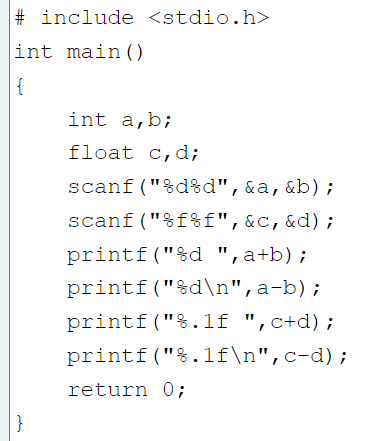 # include <stdio.h>
int main()
{
int a,b;
float c,d;
scanf("%d%d",&a,&b);
scanf("%f%f",&c,&d);
printf("%d ",a+b);
printf("%d\n",a-b);
printf("%.1f ",c+d);
printf("%.1f\n",c-d);
return 0;
}